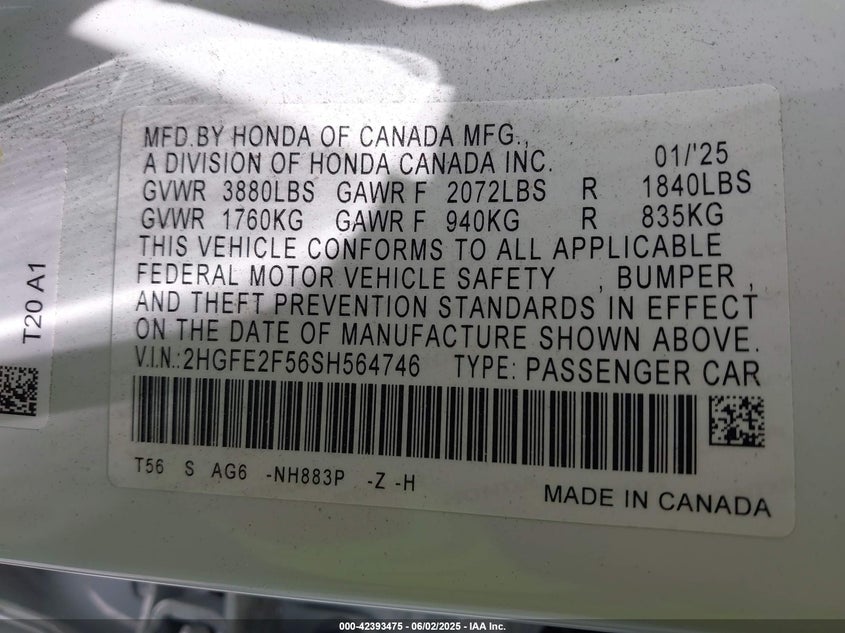 MFD.BY HONDA OF CANADA MFG.,
A DIVISION OF HONDA CANADA INC. 01/'25
GVWR 3880LBS GAWR F 2072LBS R 1840LBS
GVWR 1760KG GAWR F 940KG R 835KG
THIS VEHICLE CONFORMS TO ALL APPLICABLE
FEDERAL MOTOR VEHICLE SAFETY , BUMPER ,
AND THEFT PREVENTION STANDARDS IN EFFECT
ON THE DATE OF MANUFACTURE SHOWN ABOVE.
V.I.N.:2HGFE2F56SH564746 TYPE: PASSENGER CAR
T56 S AG6 -NH883P -Z -H
MADE IN CANADA
T20 A1
000-42393475 - 06/02/2025 - IAA Inc.